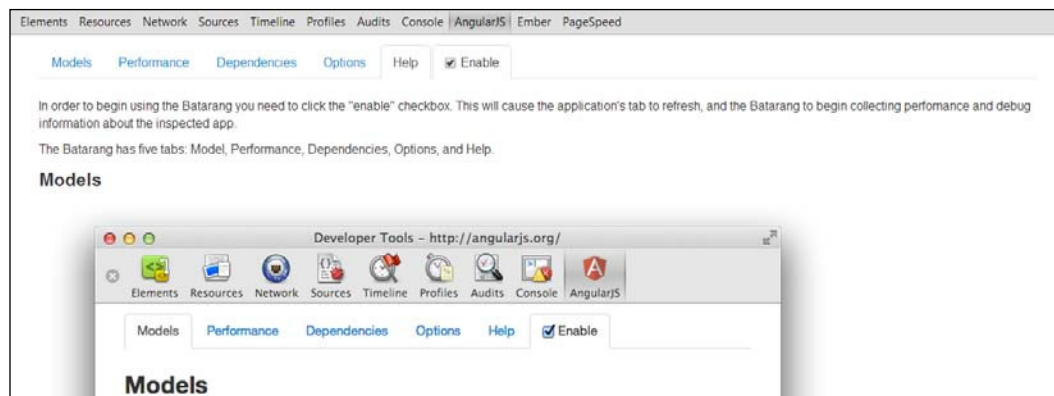 Elements Resources Network Sources Timeline Profiles Audits Console AngularJS Ember PageSpeed
Models Performance Dependencies Options Help Enable
In order to begin using the Batarang you need to click the "enable" checkbox. This will cause the application's tab to refresh, and the Batarang to begin collecting perfomance and debug
information about the inspected app.
The Batarang has five tabs: Model, Performance, Dependencies, Options, and Help.
Models
Developer Tools - http://angularjs.org/
Elements Resources Network Sources Timeline Profiles Audits Console AngularJS
Models Performance Dependencies Options Help Enable
Models